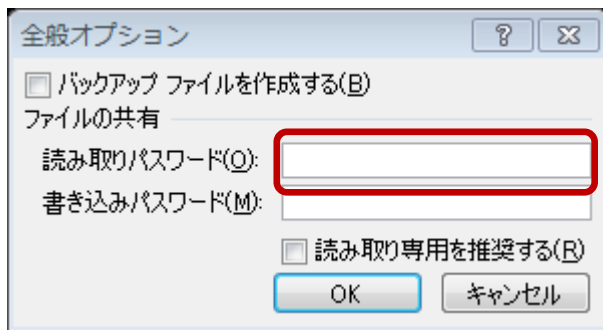 全般オプション
バックアップ ファイルを作成する(B)
ファイルの共有
読み取りパスワード(O):
書き込みパスワード(M):
読み取り専用を推奨する(R)
OK キャンセル